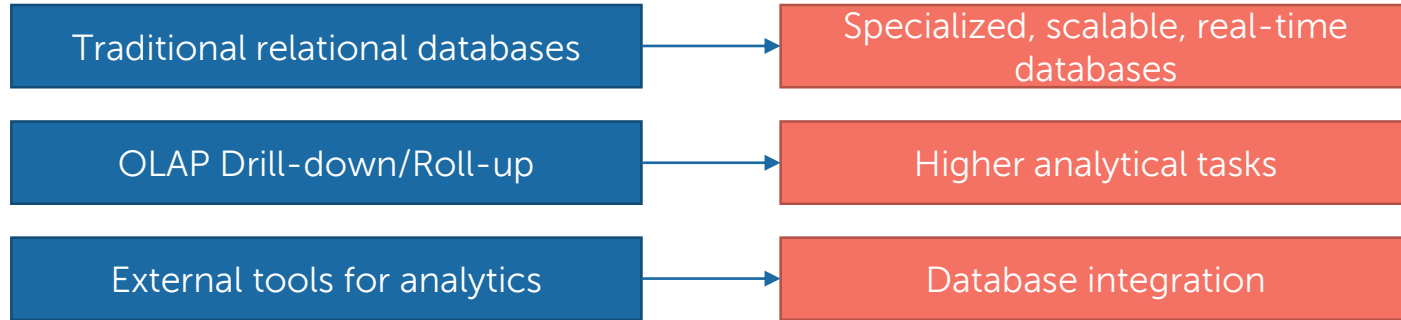 Traditional relational databases
Specialized, scalable, real-time
databases
OLAP Drill-down/Roll-up
Higher analytical tasks
External tools for analytics
Database integration